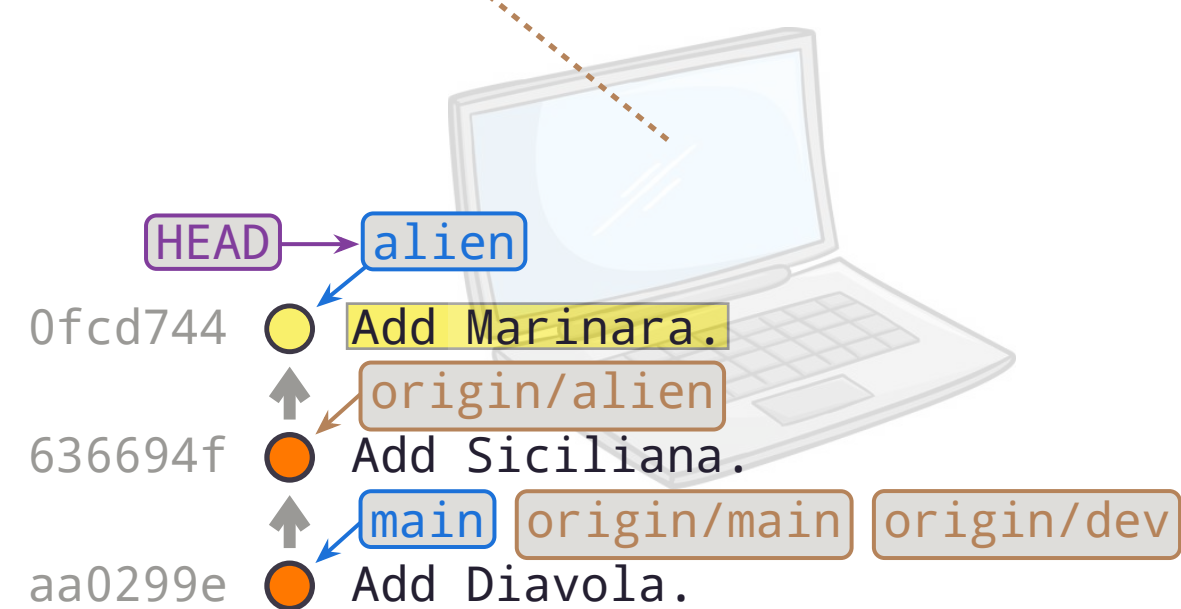 HEAD alien
0fcd744 Add Marinara.
origin/alien
636694f Add Siciliana.
main origin/main origin/dev
aa0299e Add Diavola.